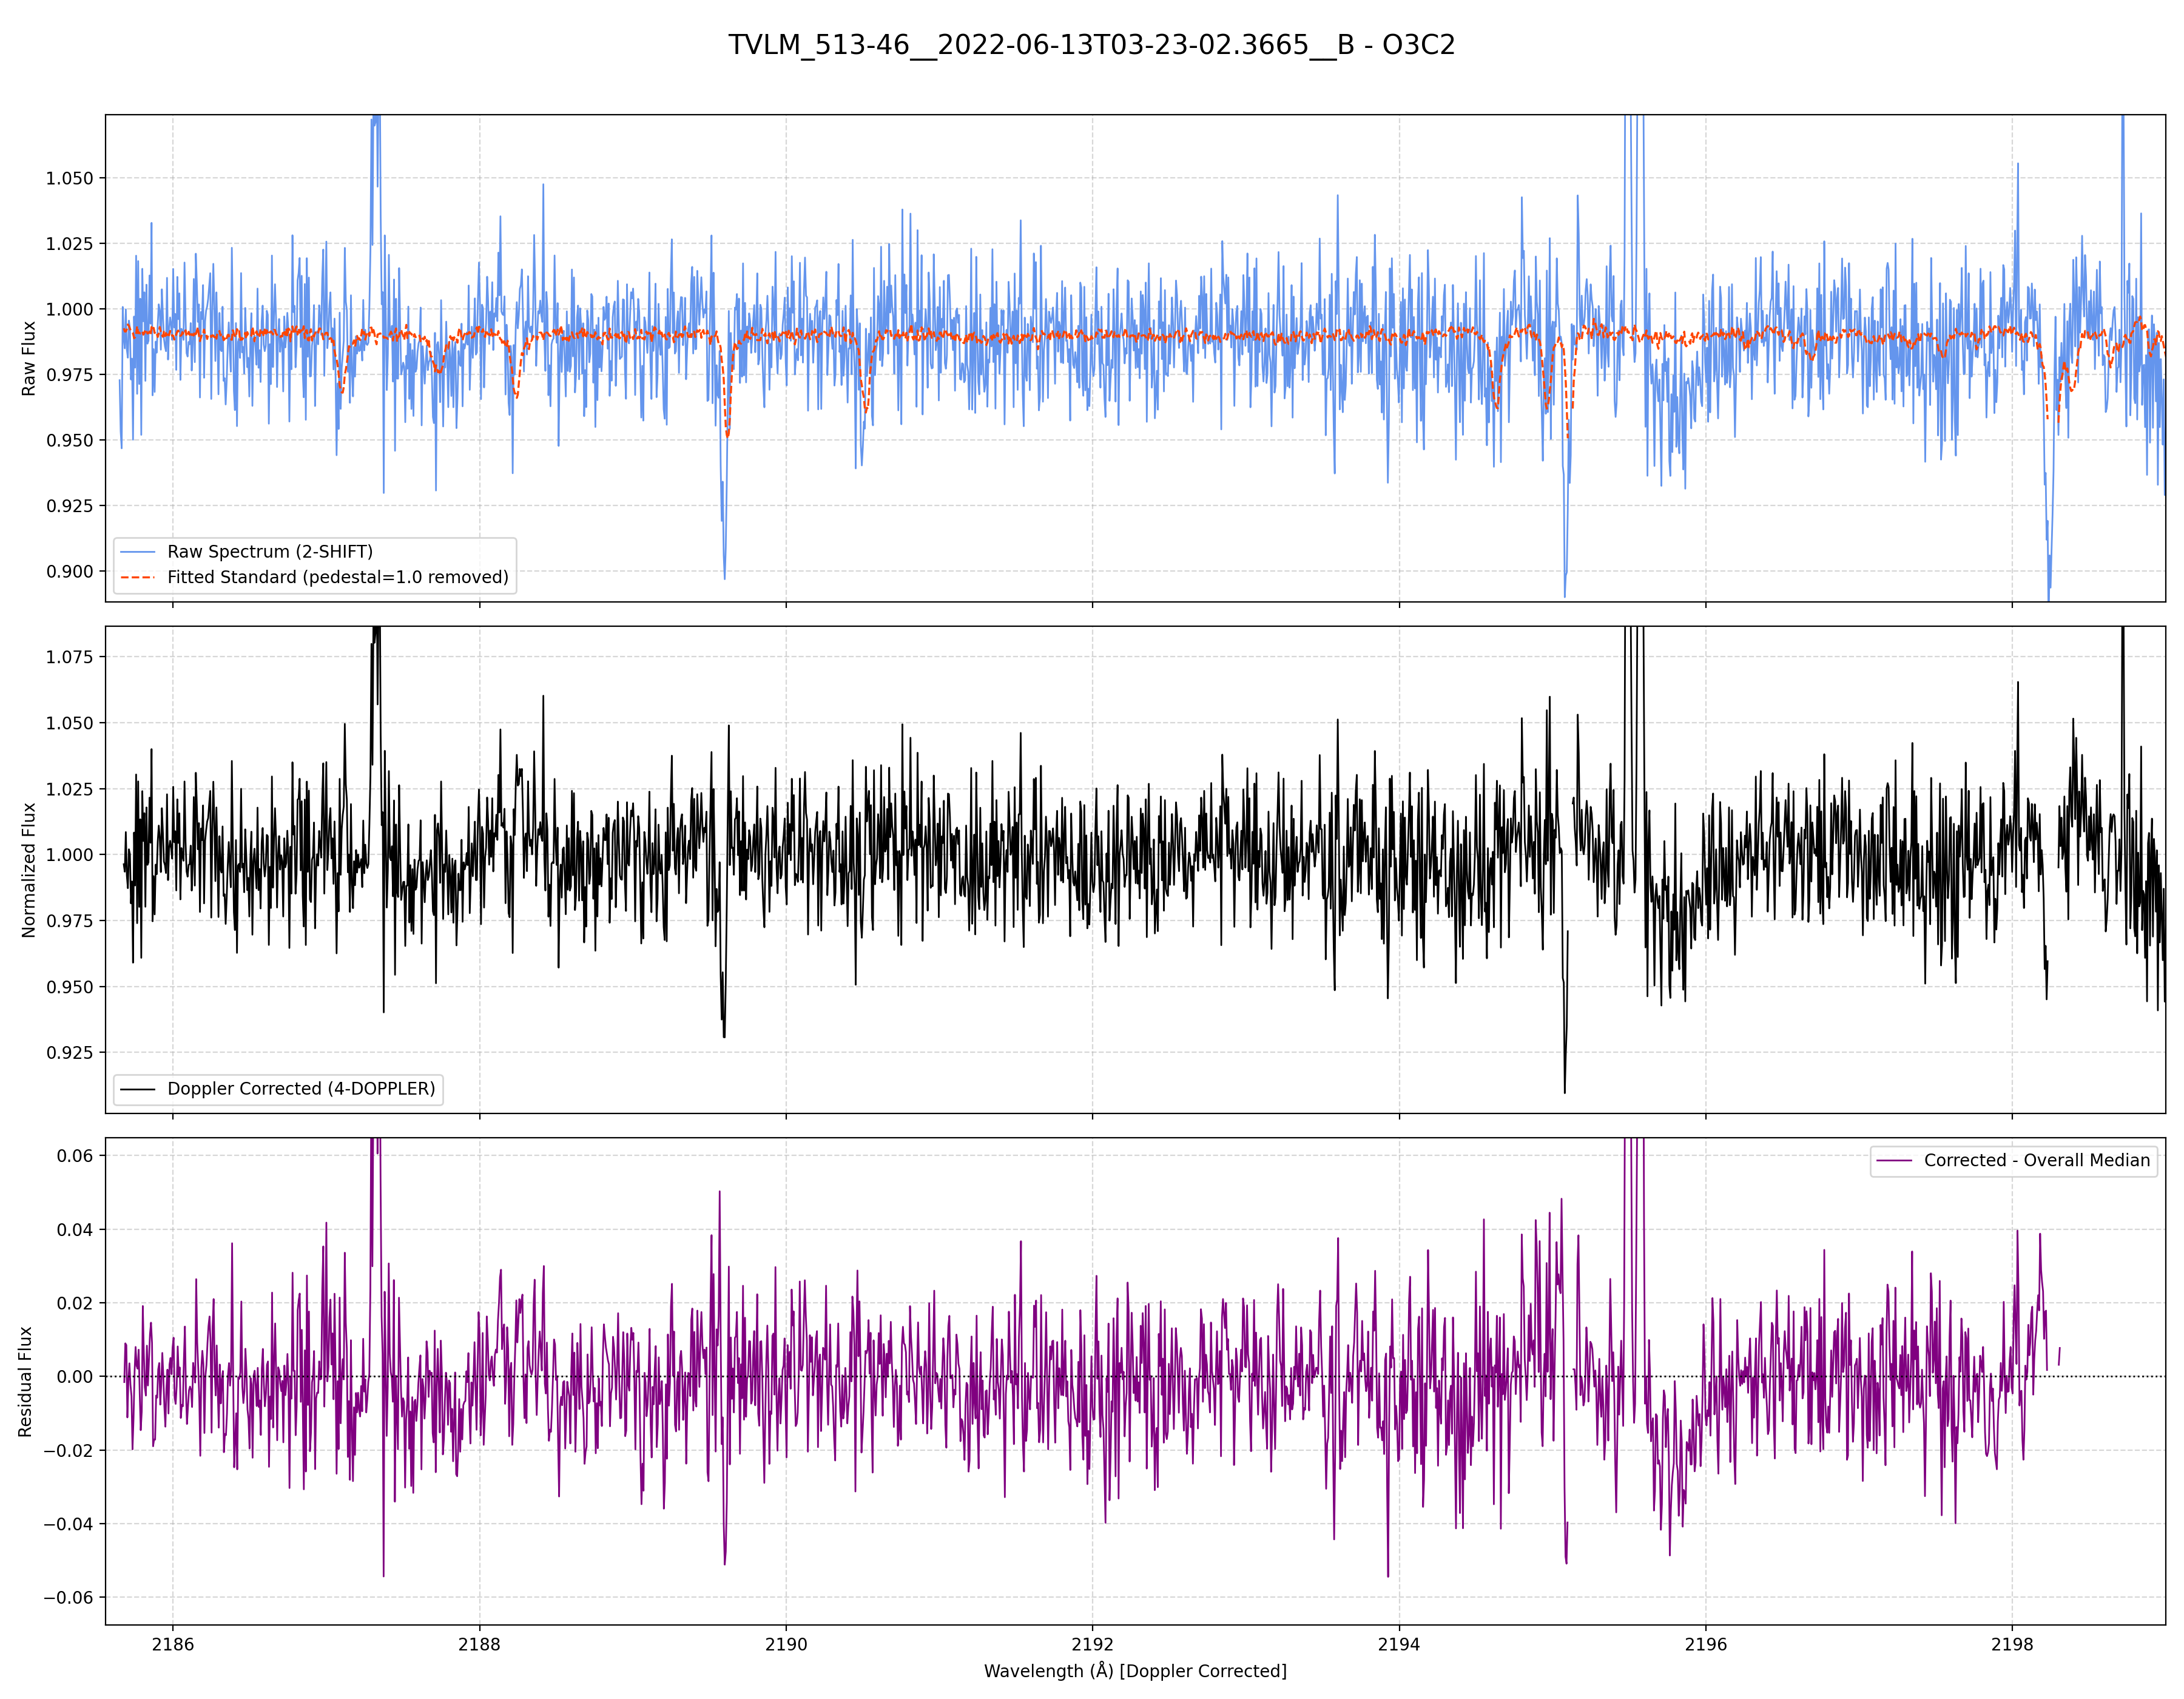 TVLM_513-46__2022-06-13T03-23-02.3665__B - O3C2
Raw Flux
1.050
1.025
1.000
0.975
0.950
0.925
0.900
Raw Spectrum (2-SHIFT)
Fitted Standard (pedestal=1.0 removed)
Normalized Flux
1.075
1.050
1.025
1.000
0.975
0.950
0.925
Doppler Corrected (4-DOPPLER)
Residual Flux
0.06
0.04
0.02
0.00
−0.02
−0.04
−0.06
Corrected - Overall Median
2186 2188 2190 2192 2194 2196 2198
Wavelength (Å) [Doppler Corrected]